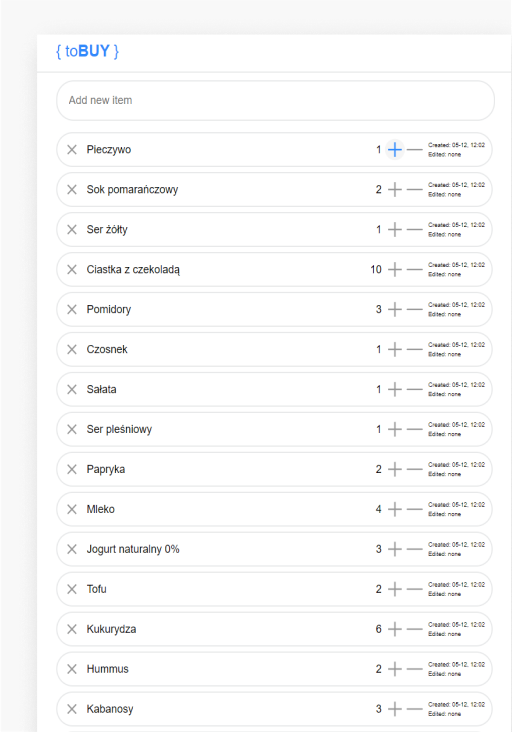 { toBUY }
Add new item
Pieczywo 1 Created: 05-12, 12:02
Edited: none
Sok pomarańczowy 2 Created: 05-12, 12:02
Edited: none
Ser żółty 1 Created: 05-12, 12:02
Edited: none
Ciastka z czekoladą 10 Created: 05-12, 12:02
Edited: none
Pomidory 3 Created: 05-12, 12:02
Edited: none
Czosnek 1 Created: 05-12, 12:02
Edited: none
Sałata 1 Created: 05-12, 12:02
Edited: none
Ser pleśniowy 1 Created: 05-12, 12:02
Edited: none
Papryka 2 Created: 05-12, 12:02
Edited: none
Mleko 4 Created: 05-12, 12:02
Edited: none
Jogurt naturalny 0% 3 Created: 05-12, 12:02
Edited: none
Tofu 2 Created: 05-12, 12:02
Edited: none
Kukurydza 6 Created: 05-12, 12:02
Edited: none
Hummus 2 Created: 05-12, 12:02
Edited: none
Kabanosy 3 Created: 05-12, 12:02
Edited: none